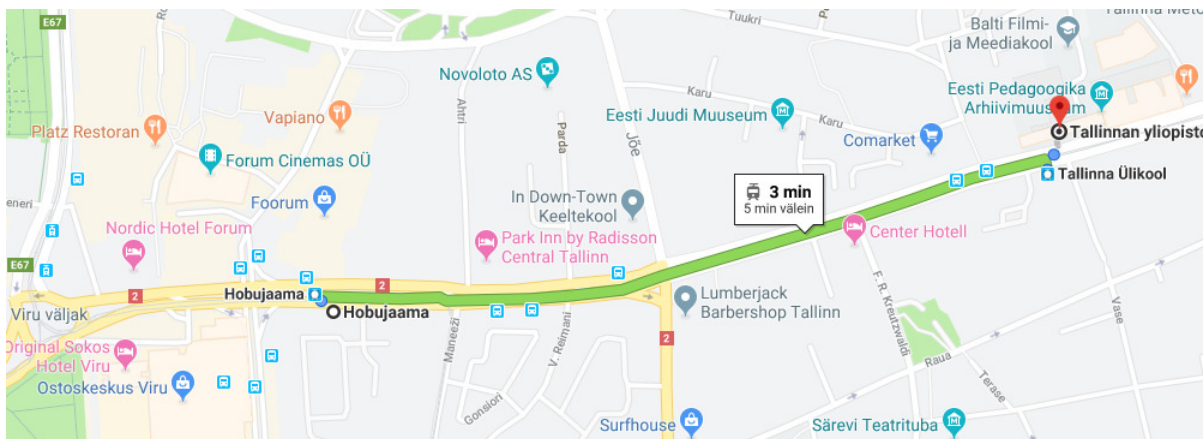 E67
Tuukri
Balti Filmi-
ja Meediakool
Novoloto AS
Ahtri
Karu
Eesti Pedagoogika
Arhiivimuuseum
Platz Restoran
Vapiano
Parda
Jõe
Eesti Juudi Muuseum
Karu
Comarket
Tallinnan yliopisto
Forum Cinemas OÜ
Tallinna Ülikool
3 min
5 min välein
In Down-Town
Keeltekool
Foorum
Nordic Hotel Forum
Park Inn by Radisson
Central Tallinn
Center Hotell
E67
2
2
Hobujaama
Hobujaama
Lumberjack
Barbershop Tallinn
Viru väljak
F. R. Kreutzwaldi
Vase
Original Sokos
Hotel Viru
Maneeži
V. Reimani
2
Raua
Ostoskeskus Viru
Gonsiori
Terase
Surfhouse
Särevi Teatrituba